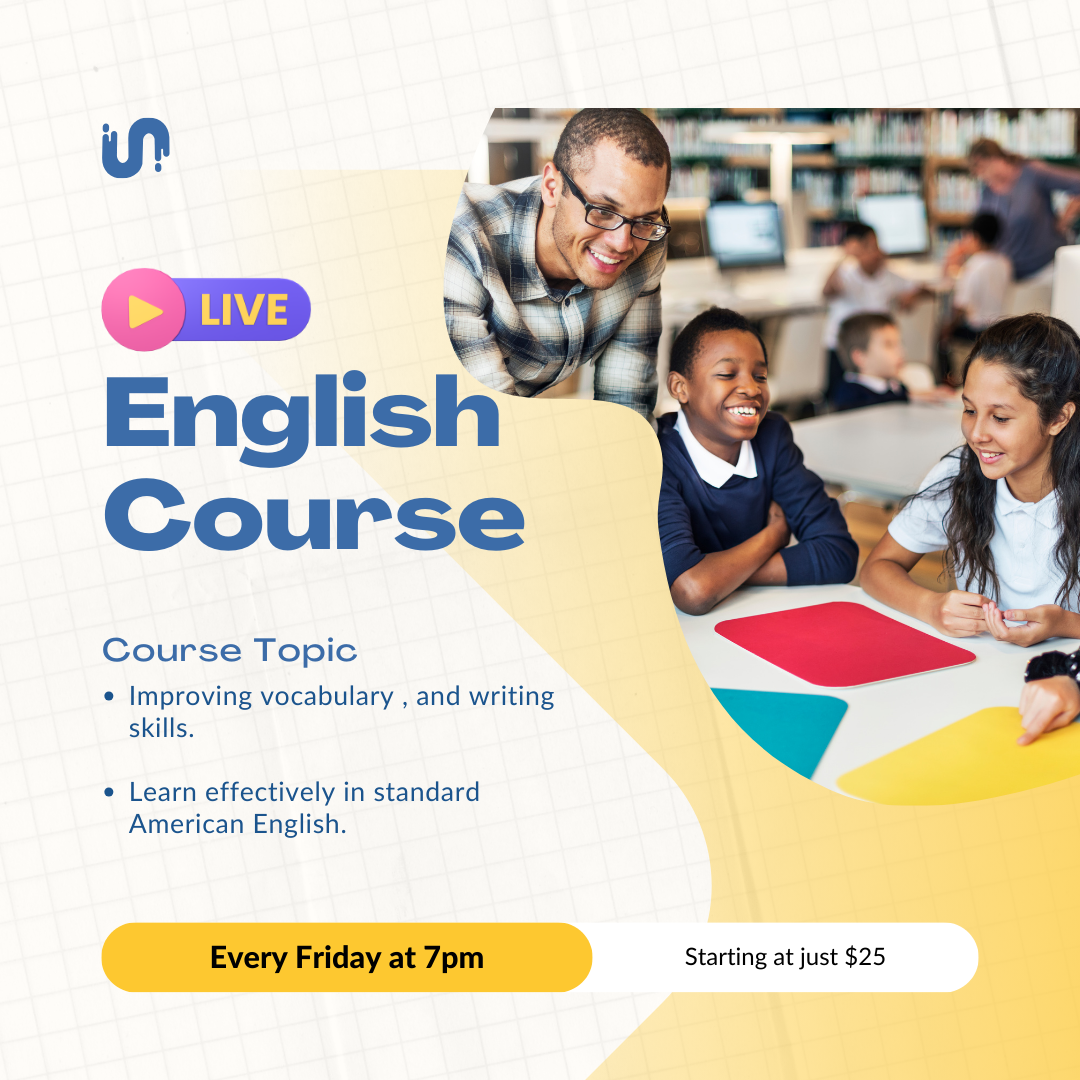 LIVE
English
Course
Course Topic
• Improving vocabulary , and writing
skills.
• Learn effectively in standard
American English.
Every Friday at 7pm
Starting at just $25